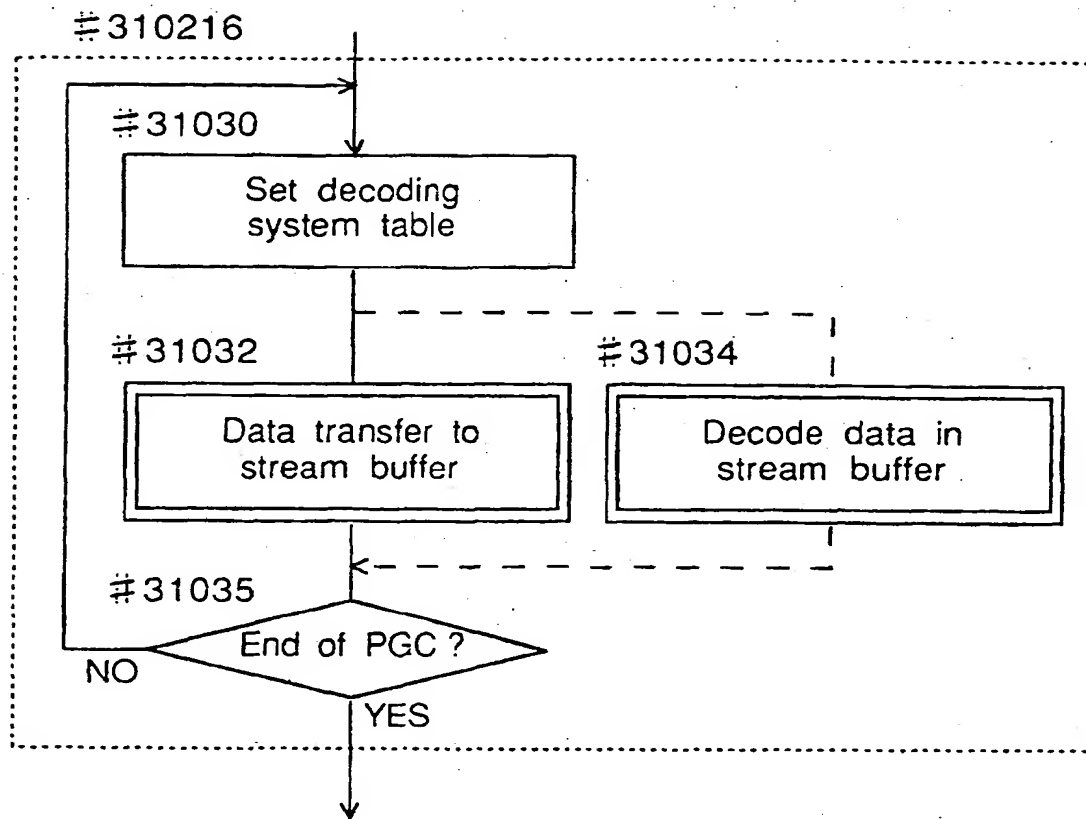 #310216
#31030
Set decoding
system table
#31032
#31034
Data transfer to
stream buffer
Decode data in
stream buffer
#31035
End of PGC ?
NO
YES